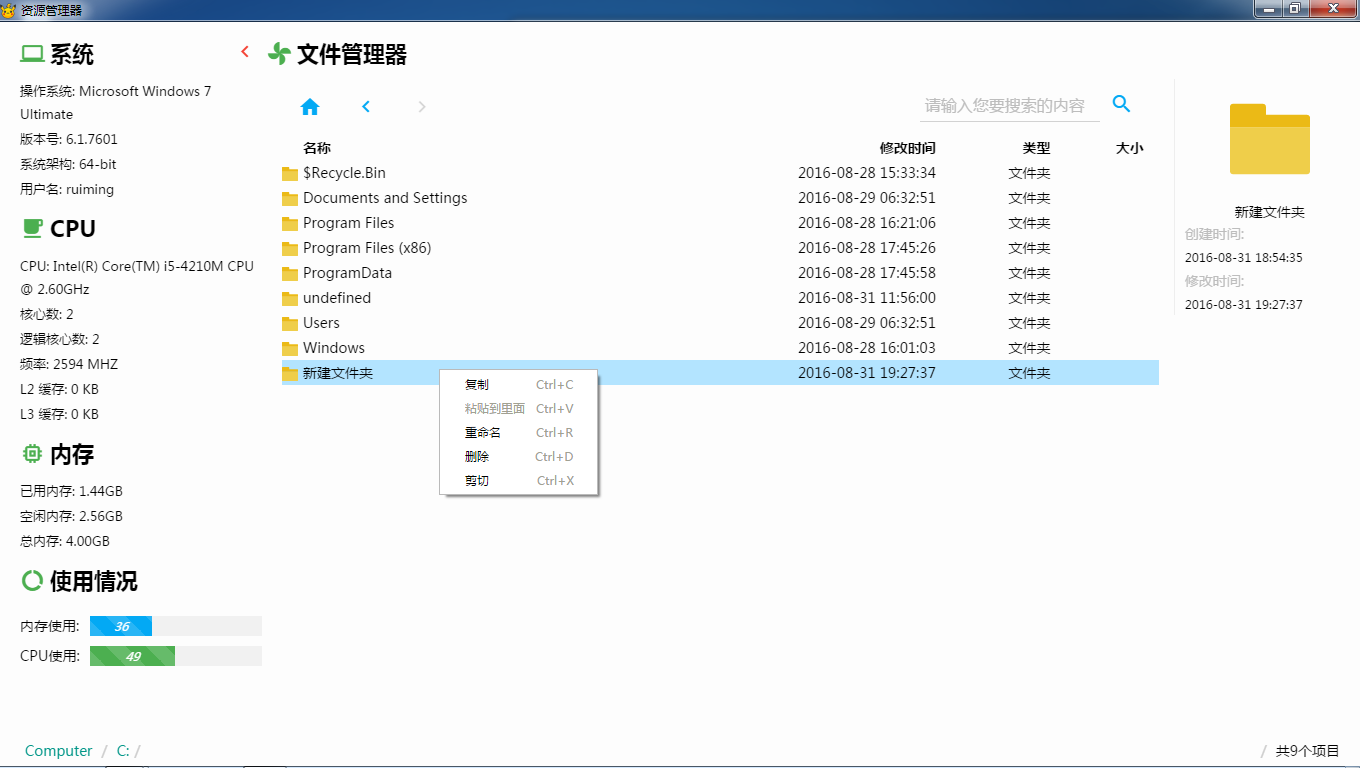 资源管理器
系统
操作系统: Microsoft Windows 7
Ultimate
版本号: 6.1.7601
系统架构: 64-bit
用户名: ruiming
CPU
CPU: Intel(R) Core(TM) i5-4210M CPU
@ 2.60GHz
核心数: 2
逻辑核心数: 2
频率: 2594 MHZ
L2 缓存: 0 KB
L3 缓存: 0 KB
内存
已用内存: 1.44GB
空闲内存: 2.56GB
总内存: 4.00GB
使用情况
内存使用: 36
CPU使用: 49
文件管理器
请输入您要搜索的内容
名称 修改时间 类型 大小
$Recycle.Bin 2016-08-28 15:33:34 文件夹
Documents and Settings 2016-08-29 06:32:51 文件夹
Program Files 2016-08-28 16:21:06 文件夹
Program Files (x86) 2016-08-28 17:45:26 文件夹
ProgramData 2016-08-28 17:45:58 文件夹
undefined 2016-08-31 11:56:00 文件夹
Users 2016-08-29 06:32:51 文件夹
Windows 2016-08-28 16:01:03 文件夹
新建文件夹 2016-08-31 19:27:37 文件夹
复制 Ctrl+C
粘贴到里面 Ctrl+V
重命名 Ctrl+R
删除 Ctrl+D
剪切 Ctrl+X
新建文件夹
创建时间:
2016-08-31 18:54:35
修改时间:
2016-08-31 19:27:37
Computer / C: /
/ 共9个项目